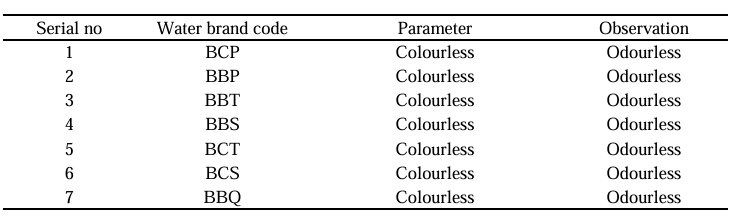 Serial no Water brand code Parameter Observation
1 BCP Colourless Odourless
2 BBP Colourless Odourless
3 BBT Colourless Odourless
4 BBS Colourless Odourless
5 BCT Colourless Odourless
6 BCS Colourless Odourless
7 BBQ Colourless Odourless